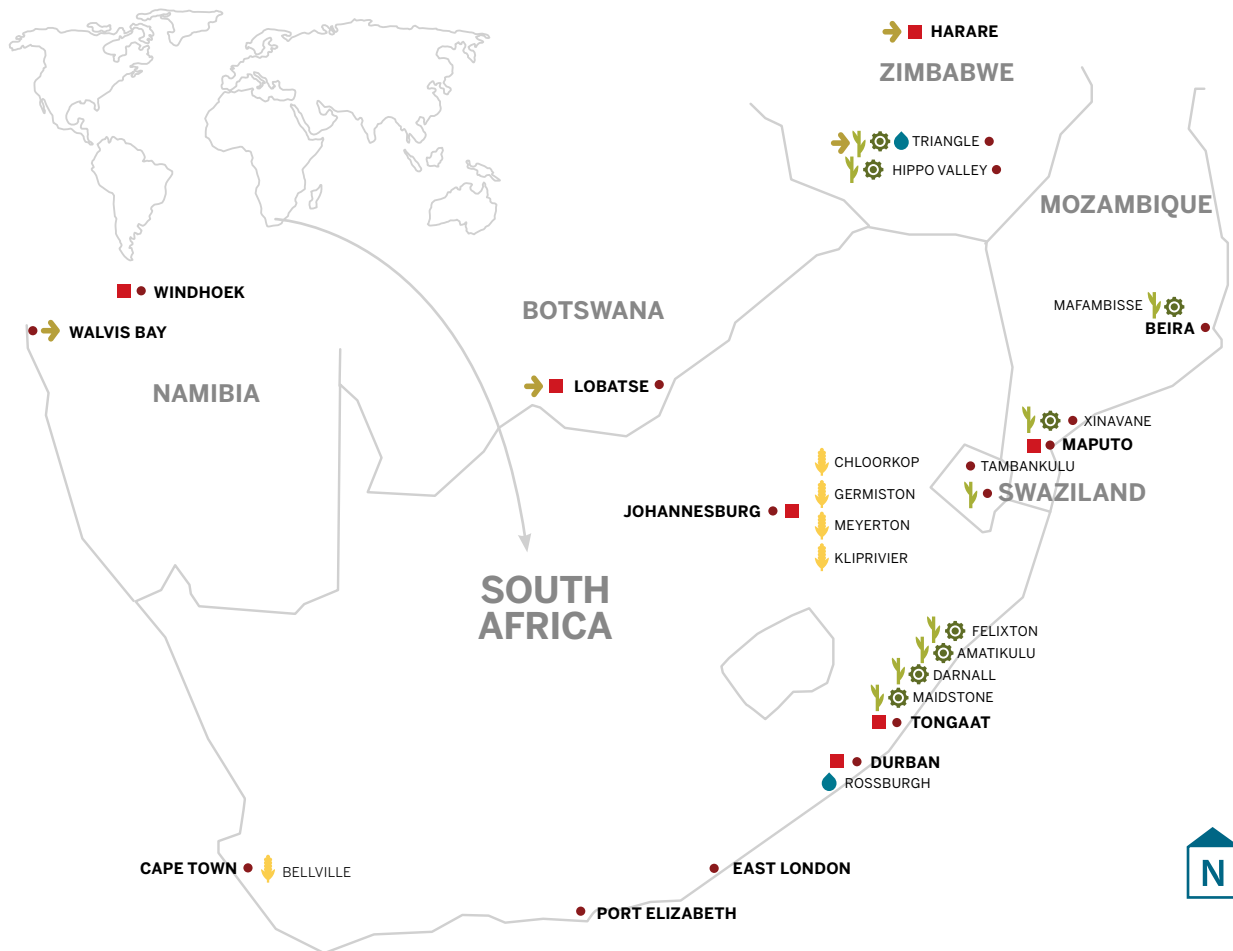 HARARE
ZIMBABWE
TRIANGLE
HIPPO VALLEY
MOZAMBIQUE
WINDHOEK
BOTSWANA
MAFAMBISSE
BEIRA
WALVIS BAY
NAMIBIA
LOBATSE
XINAVANE
MAPUTO
CHLOORKOP
TAMBANKULU
GERMISTON
SWAZILAND
JOHANNESBURG
MEYERTON
KLIPRIVIER
SOUTH
AFRICA
FELIXTON
AMATIKULU
DARNALL
MAIDSTONE
TONGAAT
DURBAN
ROSSBURGH
CAPE TOWN
BELLVILLE
EAST LONDON
N
PORT ELIZABETH